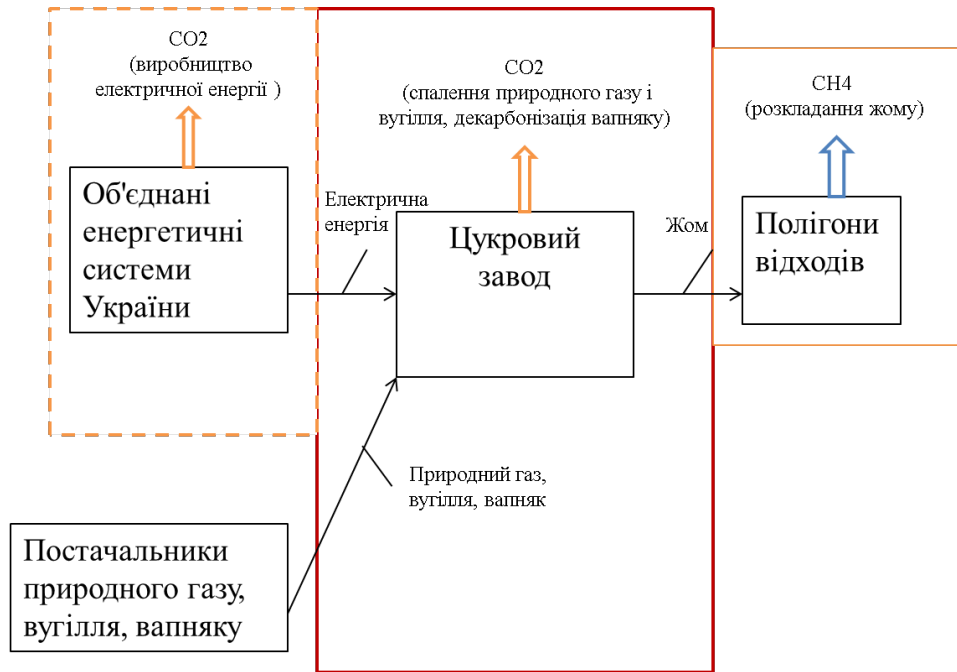 CO2
(виробництво
електричної енергії )
CO2
(спалення природного газу і
вугілля, декарбонізація вапняку)
CH4
(розкладання жому)
Об'єднані
енергетичні
системи
України
Електрична
енергія
Цукровий
завод
Жом
Полігони
відходів
Природний газ,
вугілля, вапняк
Постачальники
природного газу,
вугілля, вапняку